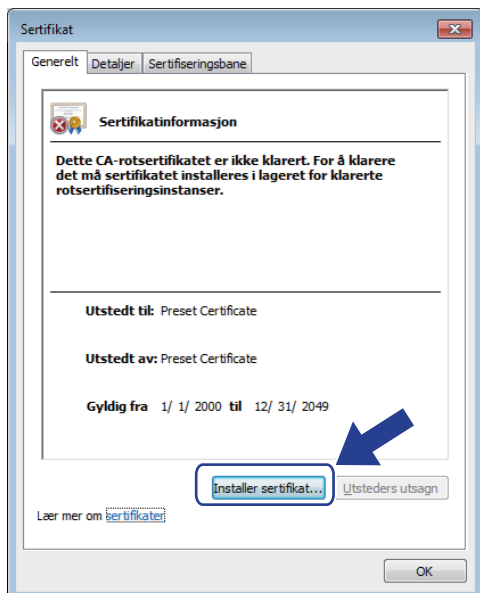 Sertifikat
Generelt Detaljer Sertifiseringsbane
Sertifikatinformasjon
Dette CA-rotsertifikatet er ikke klarert. For å klarere
det må sertifikatet installeres i lageret for klarerte
rotsertifiseringsinstanser.
Utstedt til: Preset Certificate
Utstedt av: Preset Certificate
Gyldig fra 1/ 1/ 2000 til 12/ 31/ 2049
Installer sertifikat... Utsteders utsagn
Lær mer om sertifikater
OK